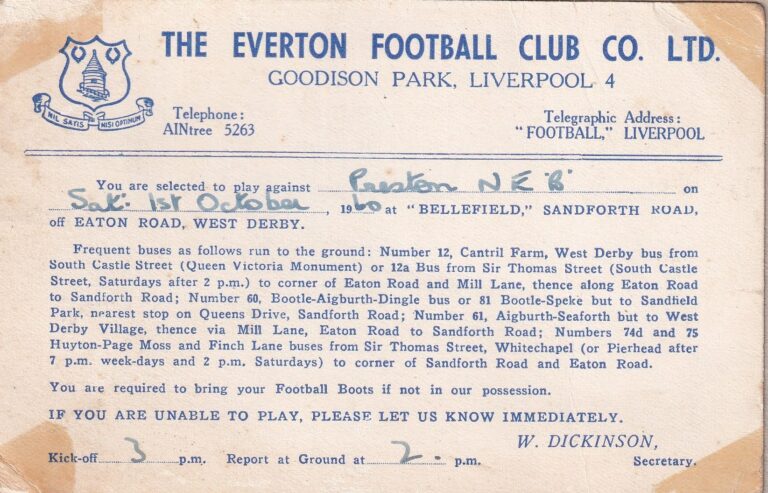 THE EVERTON FOOTBALL CLUB CO. LTD.
GOODISON PARK, LIVERPOOL 4
NIL SATIS NISI OPTIMUM
Telephone:
AINtree 5263
Telegraphic Address:
"FOOTBALL," LIVERPOOL
You are selected to play against Preston N E 'B' on
Sat: 1st October, 1960 at "BELLEFIELD," SANDFORTH ROAD,
off EATON ROAD, WEST DERBY.
Frequent buses as follows run to the ground: Number 12, Cantril Farm, West Derby bus from
South Castle Street (Queen Victoria Monument) or 12a Bus from Sir Thomas Street (South Castle
Street, Saturdays after 2 p.m.) to corner of Eaton Road and Mill Lane, thence along Eaton Road
to Sandforth Road; Number 60, Bootle-Aigburth-Dingle bus or 81 Bootle-Speke but to Sandfield
Park, nearest stop on Queens Drive, Sandforth Road; Number 61, Aigburth-Seaforth but to West
Derby Village, thence via Mill Lane, Eaton Road to Sandforth Road; Numbers 74d and 75
Huyton-Page Moss and Finch Lane buses from Sir Thomas Street, Whitechapel (or Pierhead after
7 p.m. week-days and 2 p.m. Saturdays) to corner of Sandforth Road and Eaton Road.
You are required to bring your Football Boots if not in our possession.
IF YOU ARE UNABLE TO PLAY, PLEASE LET US KNOW IMMEDIATELY.
W. DICKINSON,
Kick-off 3 p.m. Report at Ground at 2. p.m. Secretary.